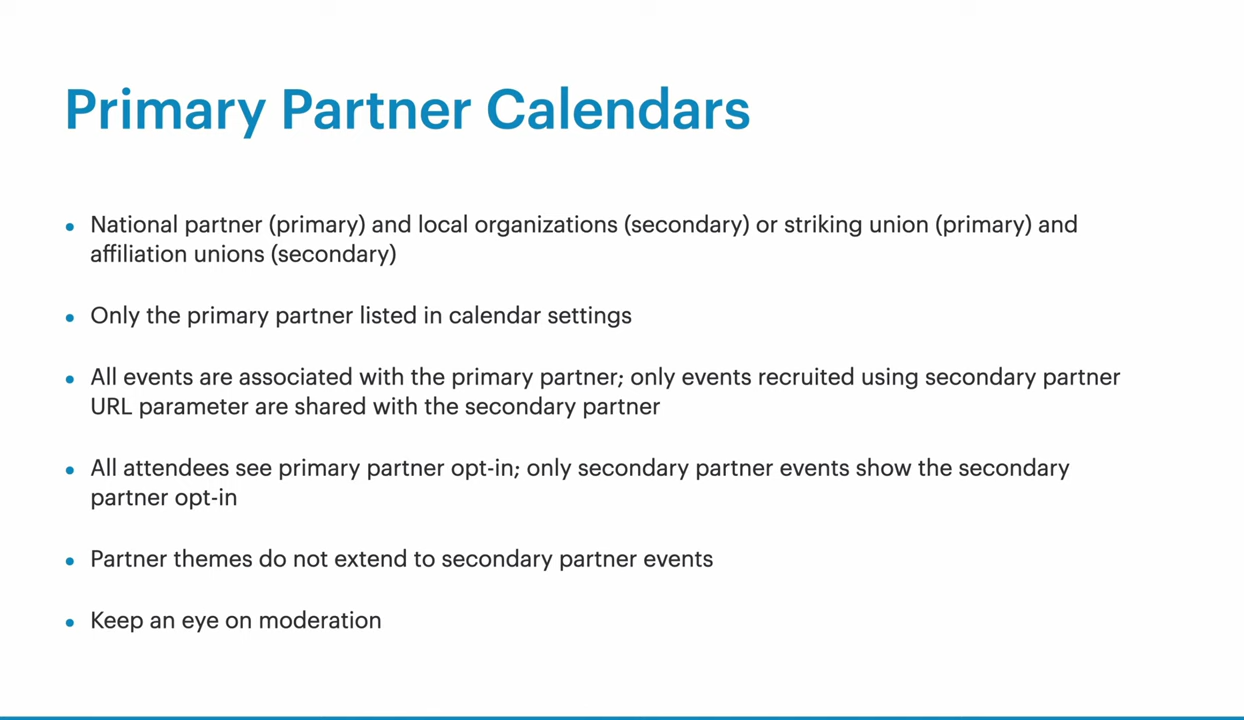 Primary Partner Calendars
• National partner (primary) and local organizations (secondary) or striking union (primary) and
affiliation unions (secondary)
• Only the primary partner listed in calendar settings
• All events are associated with the primary partner; only events recruited using secondary partner
URL parameter are shared with the secondary partner
• All attendees see primary partner opt-in; only secondary partner events show the secondary
partner opt-in
• Partner themes do not extend to secondary partner events
• Keep an eye on moderation